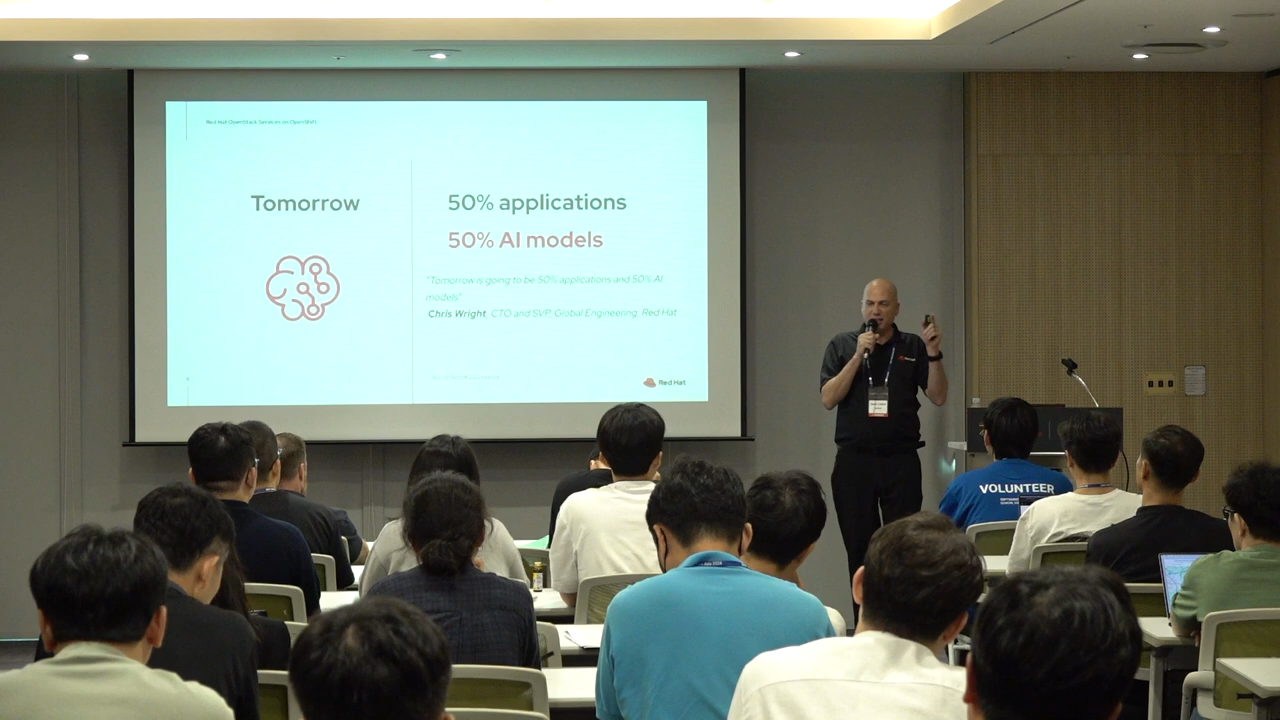 Red Hat OpenStack Services on OpenShift
Tomorrow
50% applications
50% AI models
"Tomorrow is going to be 50% applications and 50% AI
models"
Chris Wright, CTO and SVP, Global Engineering, Red Hat
Red Hat
VOLUNTEER